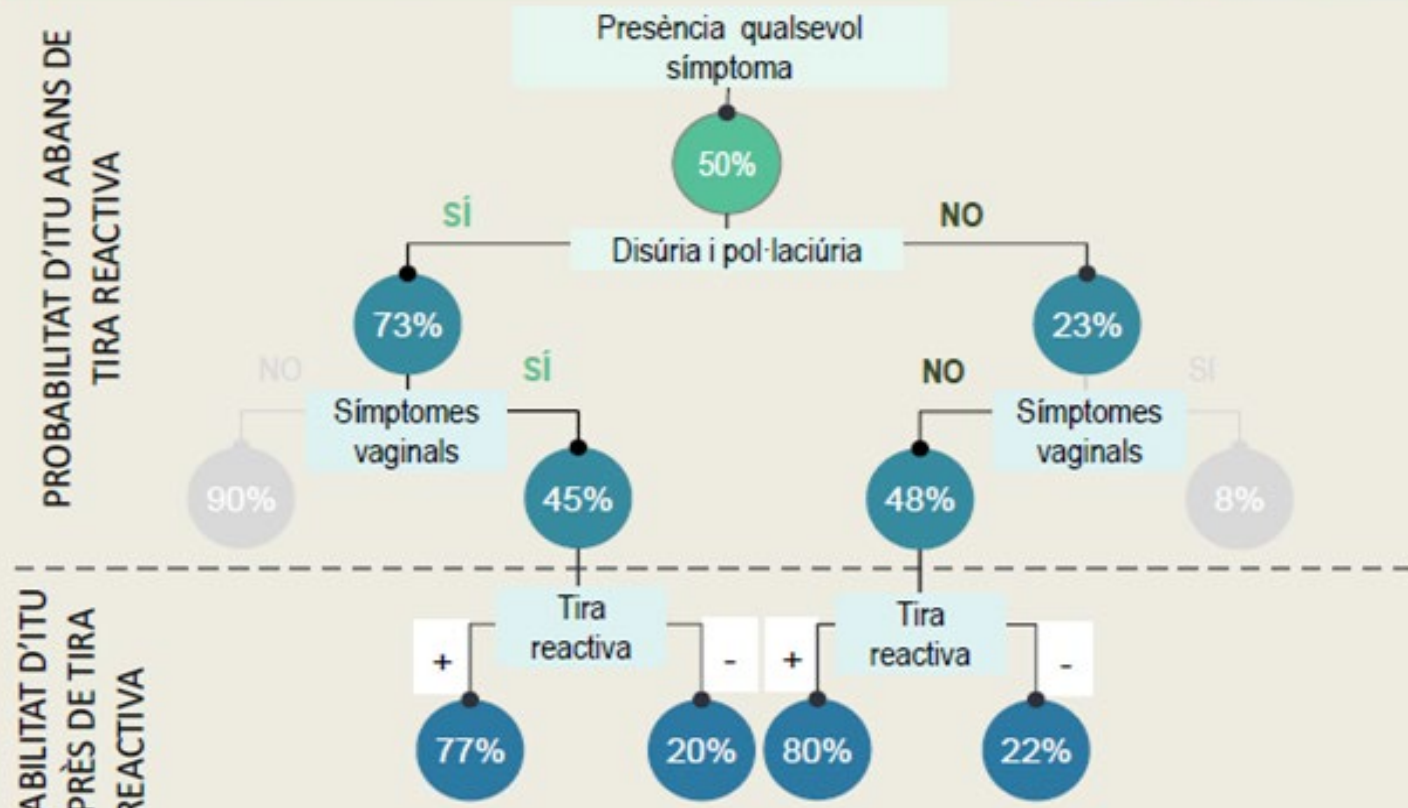 PROBABILITAT D'ITU ABANS DE
TIRA REACTIVA
Presència qualsevol
símptoma
50%
SÍ
NO
Disúria i pol·laciúria
73%
23%
NO
SÍ
NO
SI
Símptomes
vaginals
Símptomes
vaginals
90%
45%
48%
8%
ABILITAT D'ITU
PRÈS DE TIRA
REACTIVA
Tira
reactiva
Tira
reactiva
+
-
+
-
77%
20%
80%
22%